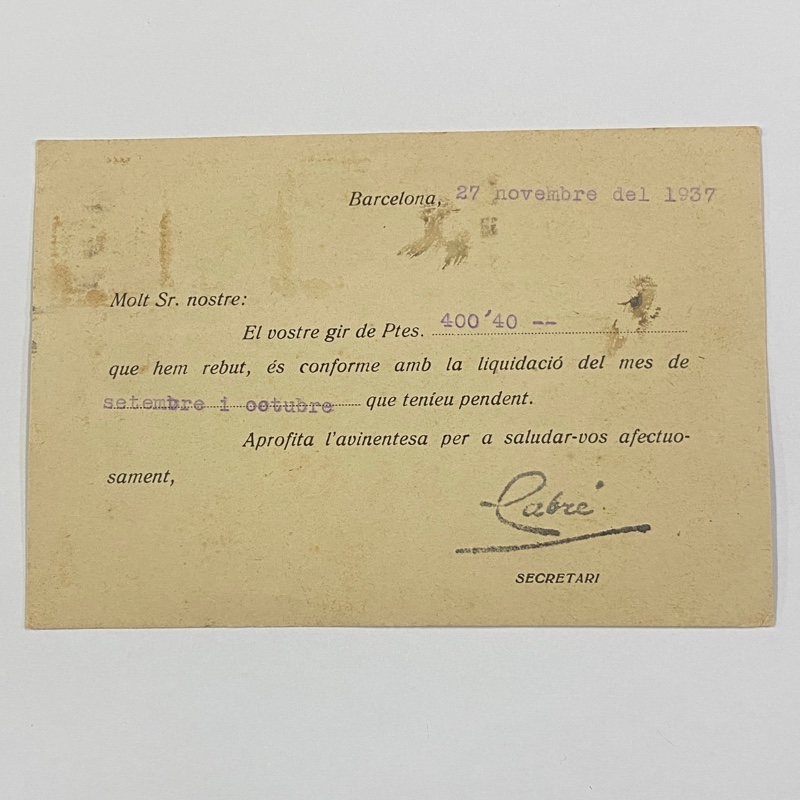 Barcelona, 27 novembre del 1937
Molt Sr. nostre:
El vostre gir de Ptes. 400'40 --
que hem rebut, és conforme amb la liquidació del mes de
setembre i octubre que teníeu pendent.
Aprofita l'avinentesa per a saludar-vos afectuo-
sament,
Cabré
SECRETARI